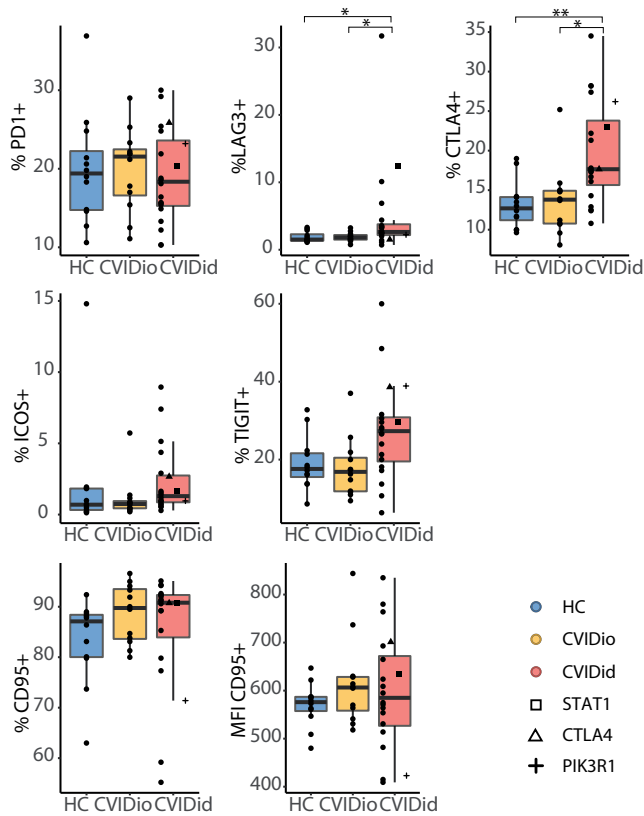 % PD1+
30
20
10
HC CVIDio CVIDid
%LAG3+
30
20
10
0
*
*
HC CVIDio CVIDid
% CTLA4+
35
30
25
20
15
10
**
*
HC CVIDio CVIDid
% ICOS+
15
10
5
0
HC CVIDio CVIDid
% TIGIT+
60
40
20
HC CVIDio CVIDid
% CD95+
90
80
70
60
HC CVIDio CVIDid
MFI CD95+
800
700
600
500
400
HC CVIDio CVIDid
HC
CVIDio
CVIDid
STAT1
CTLA4
PIK3R1